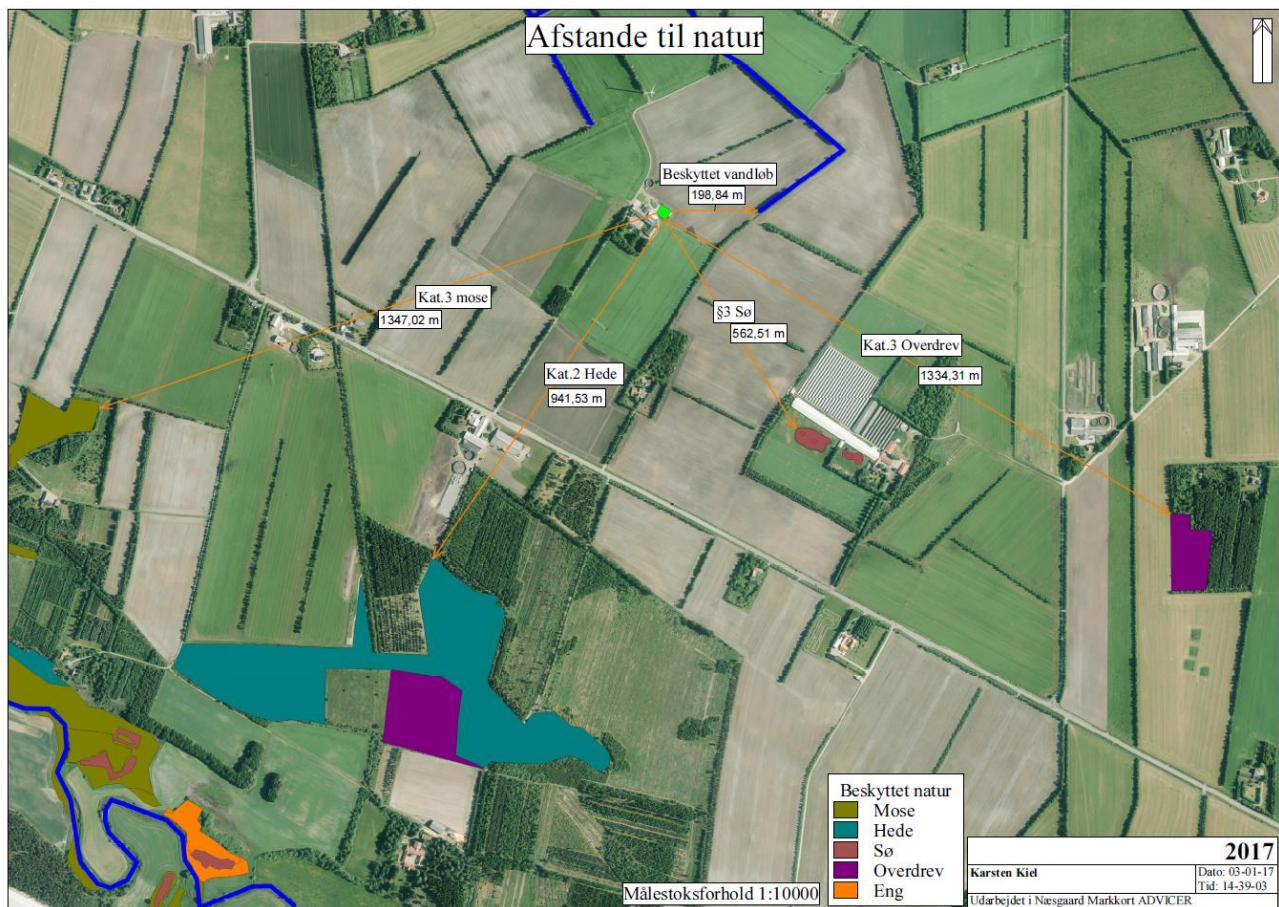 Afstande til natur
Beskyttet vandløb
198,84 m
Kat.3 mose
1347,02 m
§3 Sø
562,51 m
Kat.3 Overdrev
1334,31 m
Kat.2 Hede
941,53 m
Beskyttet natur
Mose
Hede
Sø
Overdrev
Eng
Målestoksforhold 1:10000
2017
Karsten Kiel
Dato: 03-01-17
Tid: 14-39-03
Udarbejdet i Næsgaard Markkort ADVICER